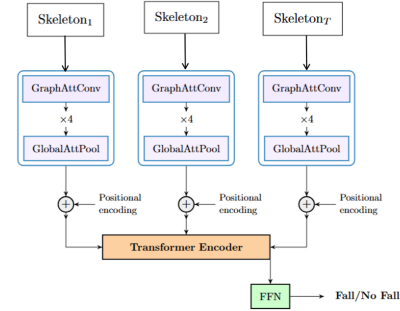 Skeleton1 Skeleton2 SkeletonT
GraphAttConv GraphAttConv GraphAttConv
×4 ×4 ×4
GlobalAttPool GlobalAttPool GlobalAttPool
+ Positional encoding + Positional encoding + Positional encoding
Transformer Encoder
FFN Fall/No Fall